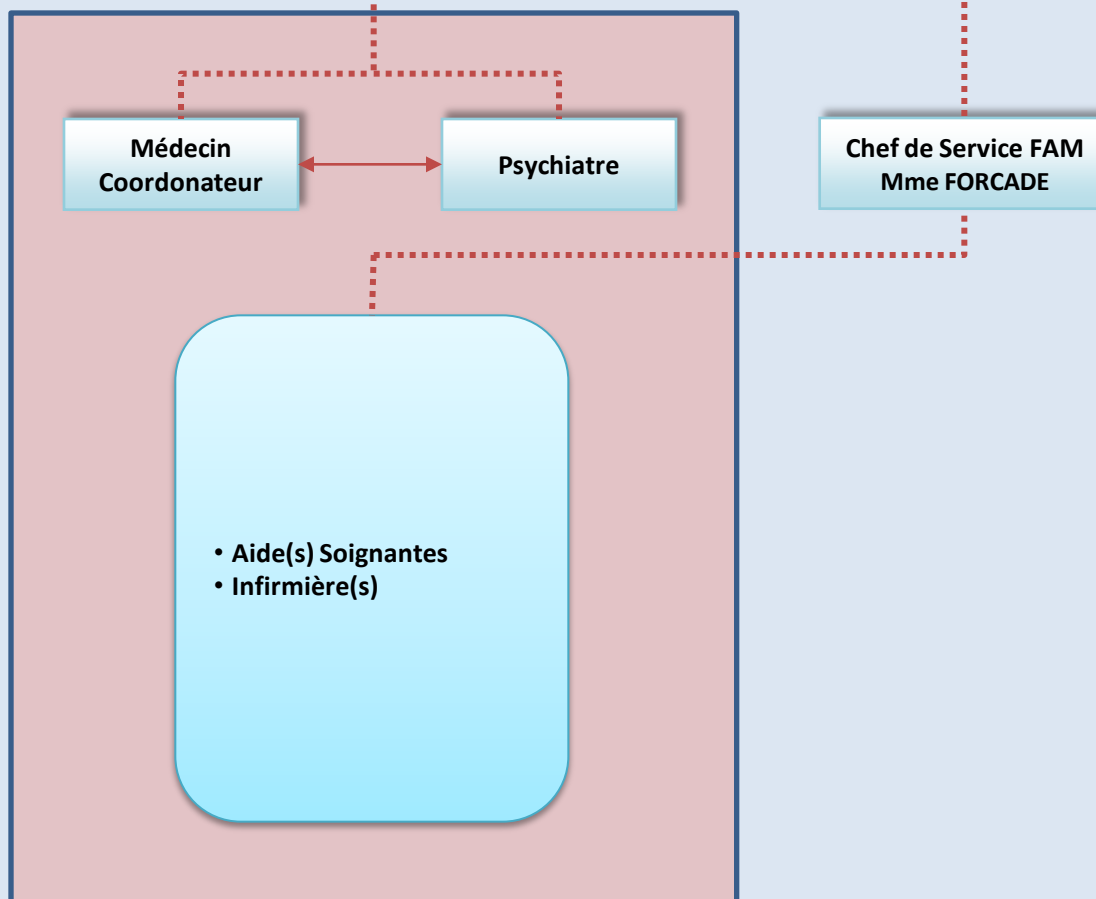 Médecin
Coordonateur
Psychiatre
Chef de Service FAM
Mme FORCADE
• Aide(s) Soignantes
• Infirmière(s)